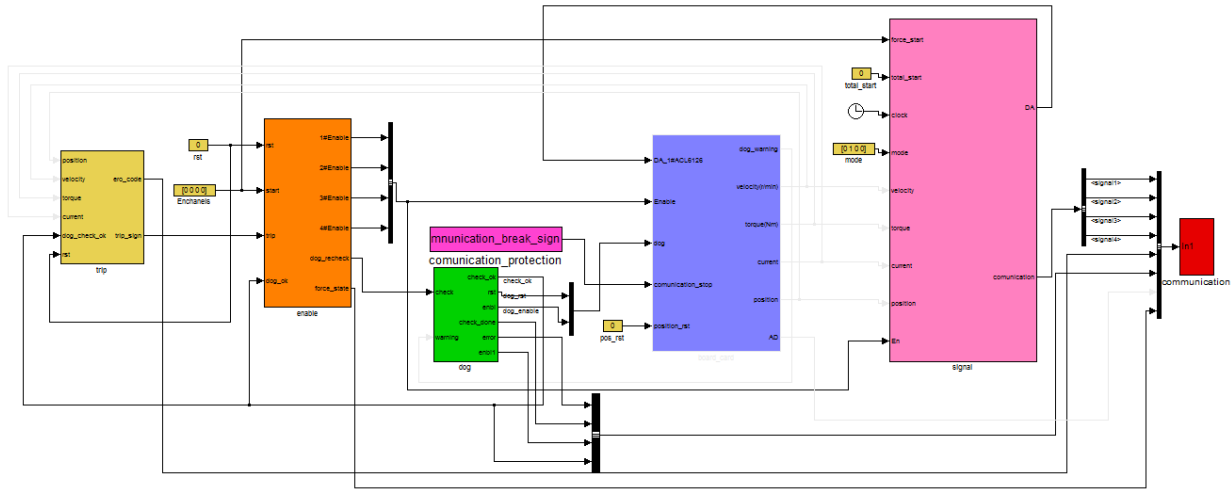 position
velocity
torque
current
dog_check_ok
rst
ero_code
trip_sign
trip
0
rst
[0 0 0 0]
Enchanels
rst
start
trip
dog_ok
1#Enable
2#Enable
3#Enable
4#Enable
dog_recheck
force_state
enable
mnunication_break_sign
comunication_protection
check
warning
check_ok
rst
enbl
check_done
error
enbl1
dog
check_ok
dog_rst
dog_enable
0
pos_rst
DA_1#ACL6126
Enable
dog
comunication_stop
position_rst
dog_warning
velocity(r/min)
torque(N/m)
current
position
AD
0
total_start
[0 1 0 0]
mode
force_start
total_start
clock
mode
velocity
torque
current
position
En
DA
comunication
signal
<signal1>
<signal2>
<signal3>
<signal4>
In1
communication